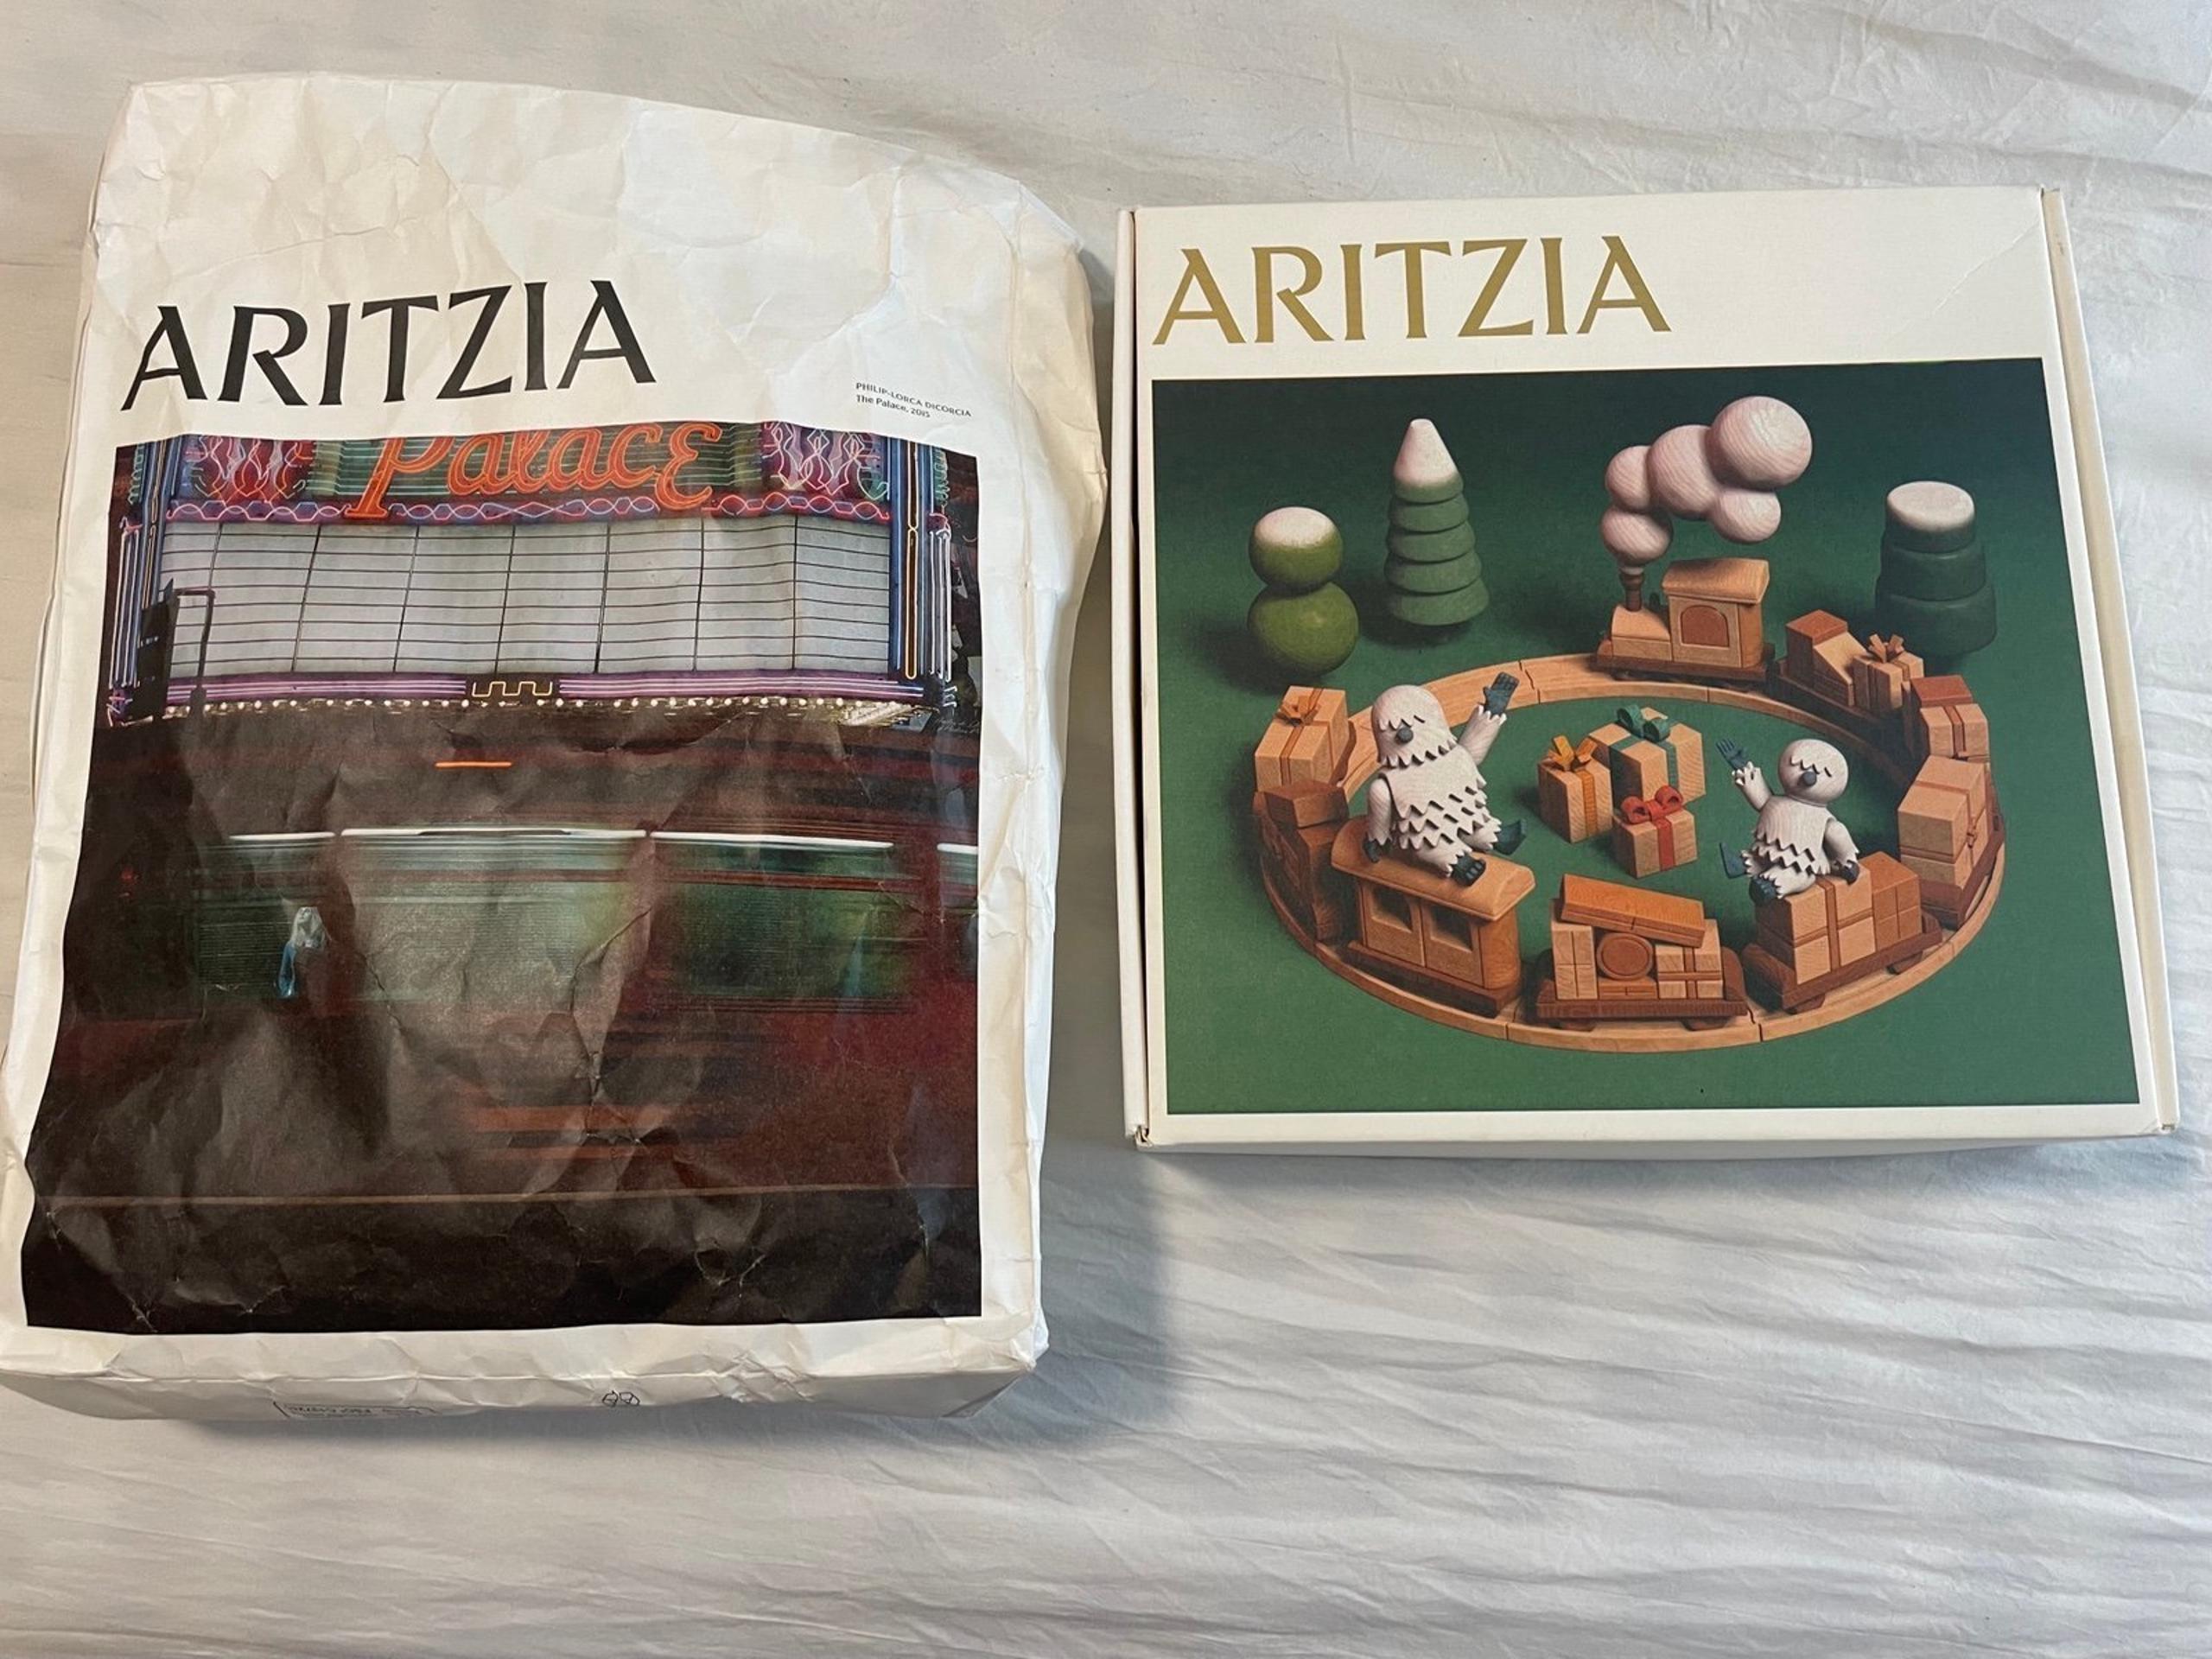 ARITZIA
PHILIP-LORCA DICORCIA
The Palace, 2015
Palace
ARITZIA